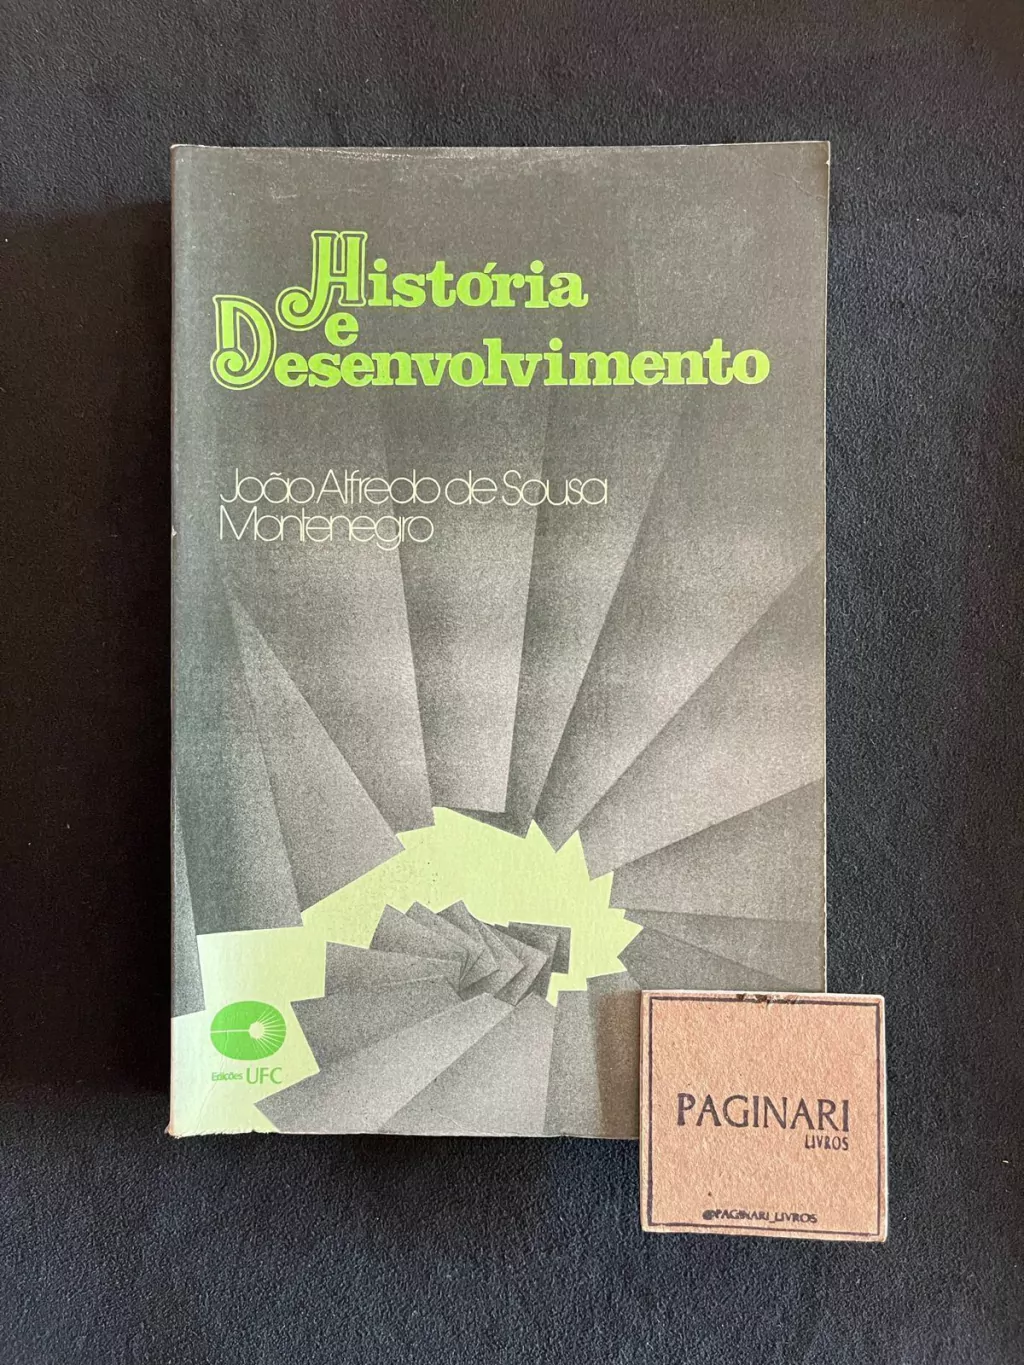 História
e
Desenvolvimento
João Alfredo de Sousa
Montenegro
Edições UFC
PAGINARI
LIVROS
@PAGINARI_LIVROS